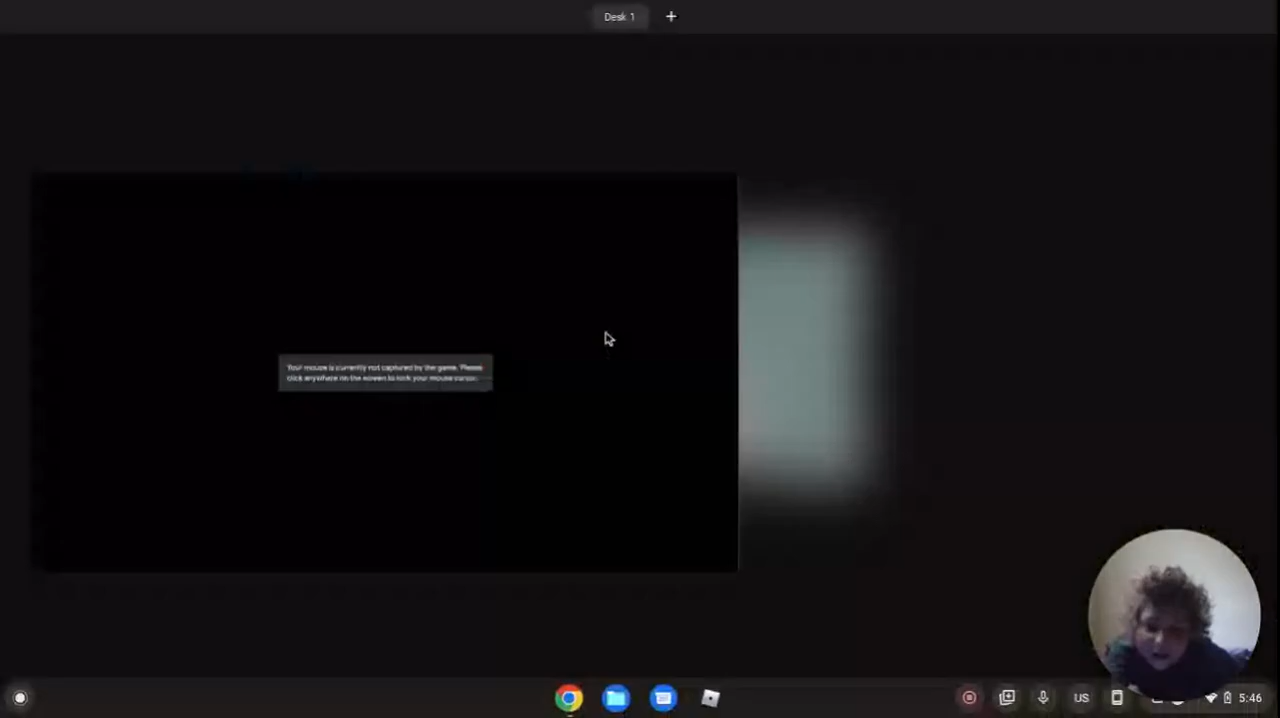 Desk 1
Your mouse is currently not captured by the game. Please
click anywhere on the screen to lock your mouse cursor.
US
5:46